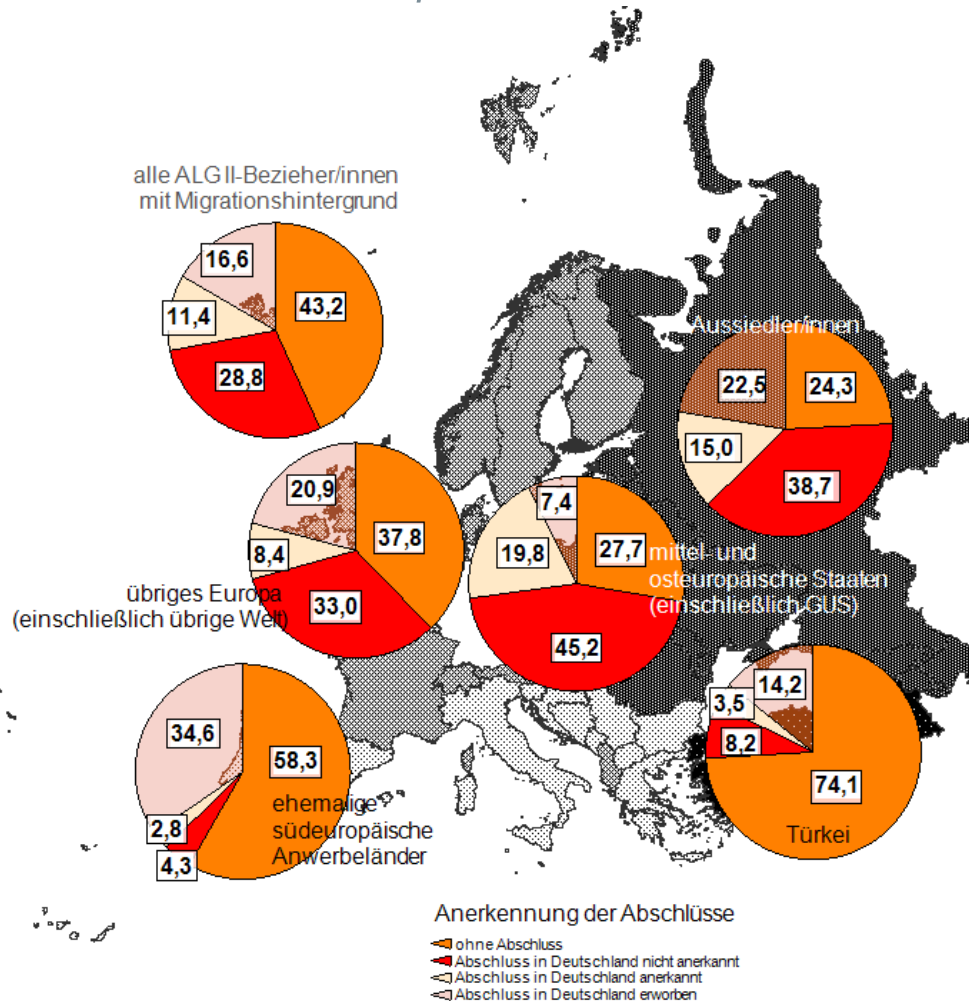 alle ALG II-Bezieher/innen
mit Migrationshintergrund
16,6
43,2
11,4
28,8
Aussiedler/innen
22,5
24,3
15,0
38,7
20,9
37,8
8,4
33,0
übriges Europa
(einschließlich übrige Welt)
7,4
27,7
19,8
45,2
mittel- und
osteuropäische Staaten
(einschließlich GUS)
34,6
58,3
2,8
4,3
ehemalige
südeuropäische
Anwerbeländer
14,2
3,5
8,2
74,1
Türkei
Anerkennung der Abschlüsse
ohne Abschluss
Abschluss in Deutschland nicht anerkannt
Abschluss in Deutschland anerkannt
Abschluss in Deutschland erworben